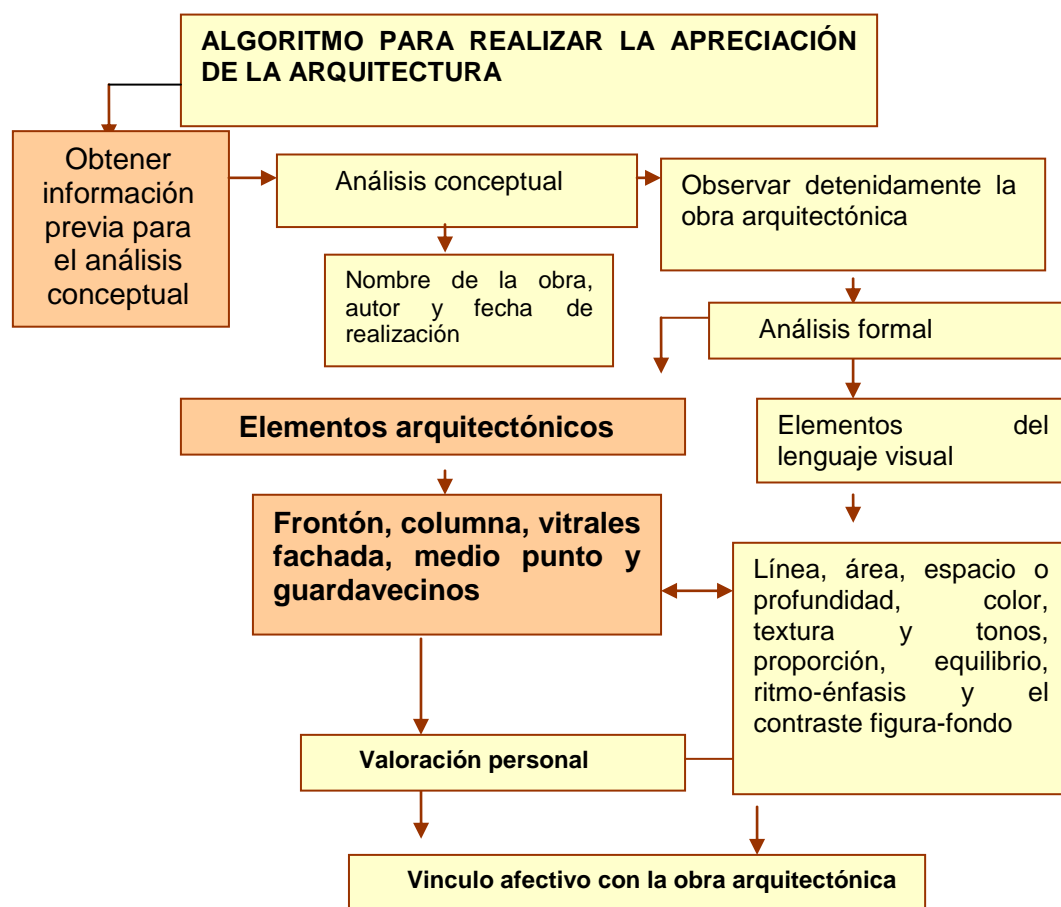 ALGORITMO PARA REALIZAR LA APRECIACIÓN
DE LA ARQUITECTURA
Obtener
información
previa para
el análisis
conceptual
Análisis conceptual
Observar detenidamente la
obra arquitectónica
Nombre de la obra,
autor y fecha de
realización
Análisis formal
Elementos arquitectónicos
Elementos del
lenguaje visual
Frontón, columna, vitrales
fachada, medio punto y
guardavecinos
Línea, área, espacio o
profundidad, color,
textura y tonos,
proporción, equilibrio,
ritmo-énfasis y el
contraste figura-fondo
Valoración personal
Vinculo afectivo con la obra arquitectónica